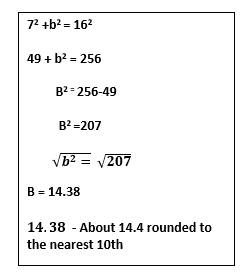 7² +b² = 16²
49 + b² = 256
B² = 256-49
B² =207
√b² = √207
B = 14.38
14.38 - About 14.4 rounded to
the nearest 10th